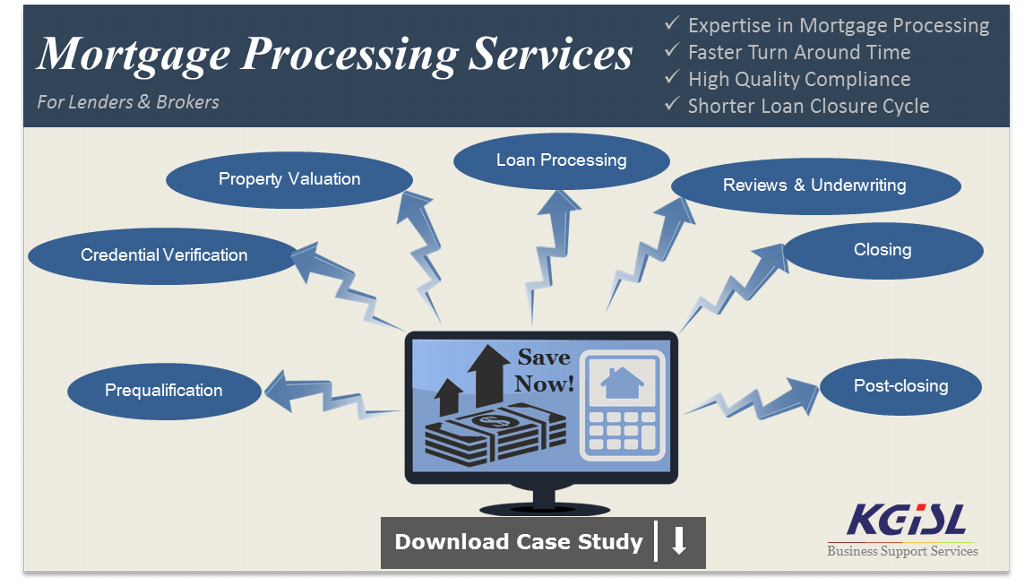 Mortgage Processing Services
For Lenders & Brokers
✓ Expertise in Mortgage Processing
✓ Faster Turn Around Time
✓ High Quality Compliance
✓ Shorter Loan Closure Cycle
Loan Processing
Property Valuation
Reviews & Underwriting
Credential Verification
Closing
Prequalification
Post-closing
Save
Now!
$
Download Case Study
KGiSL
Business Support Services